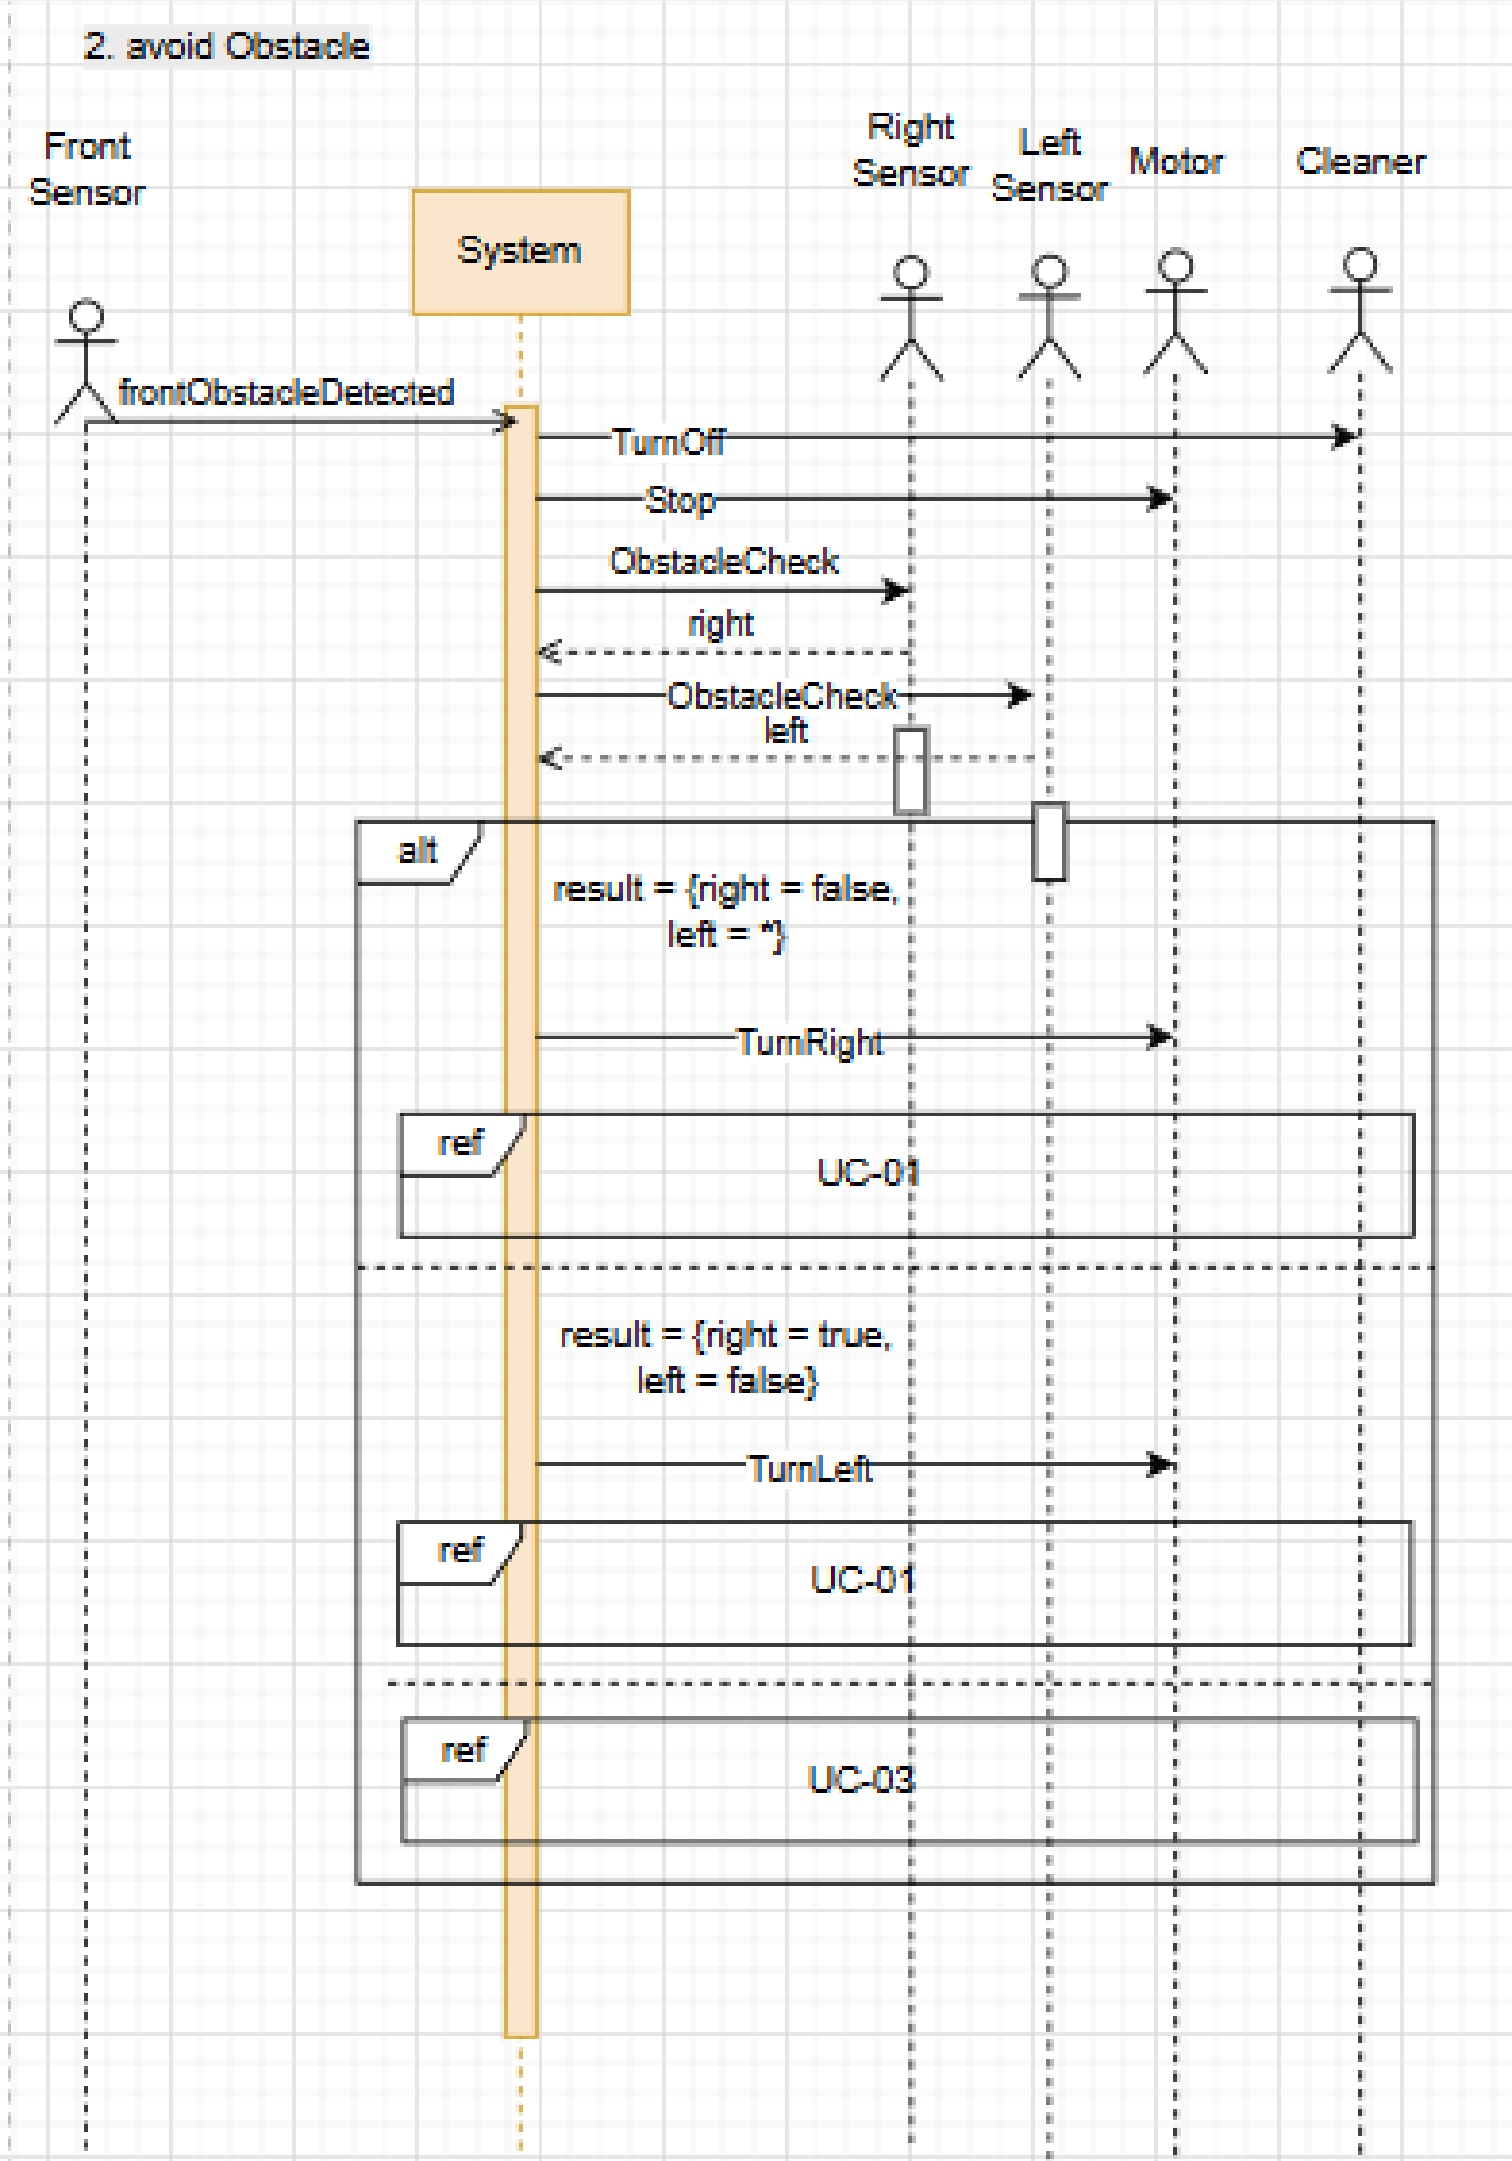 2. avoid Obstacle
Front
Sensor
System
Right
Sensor
Left
Sensor
Motor
Cleaner
frontObstacleDetected
TurnOff
Stop
ObstacleCheck
right
ObstacleCheck
left
alt
result = {right = false,
left = *}
TurnRight
ref
UC-01
result = {right = true,
left = false}
TurnLeft
ref
UC-01
ref
UC-03